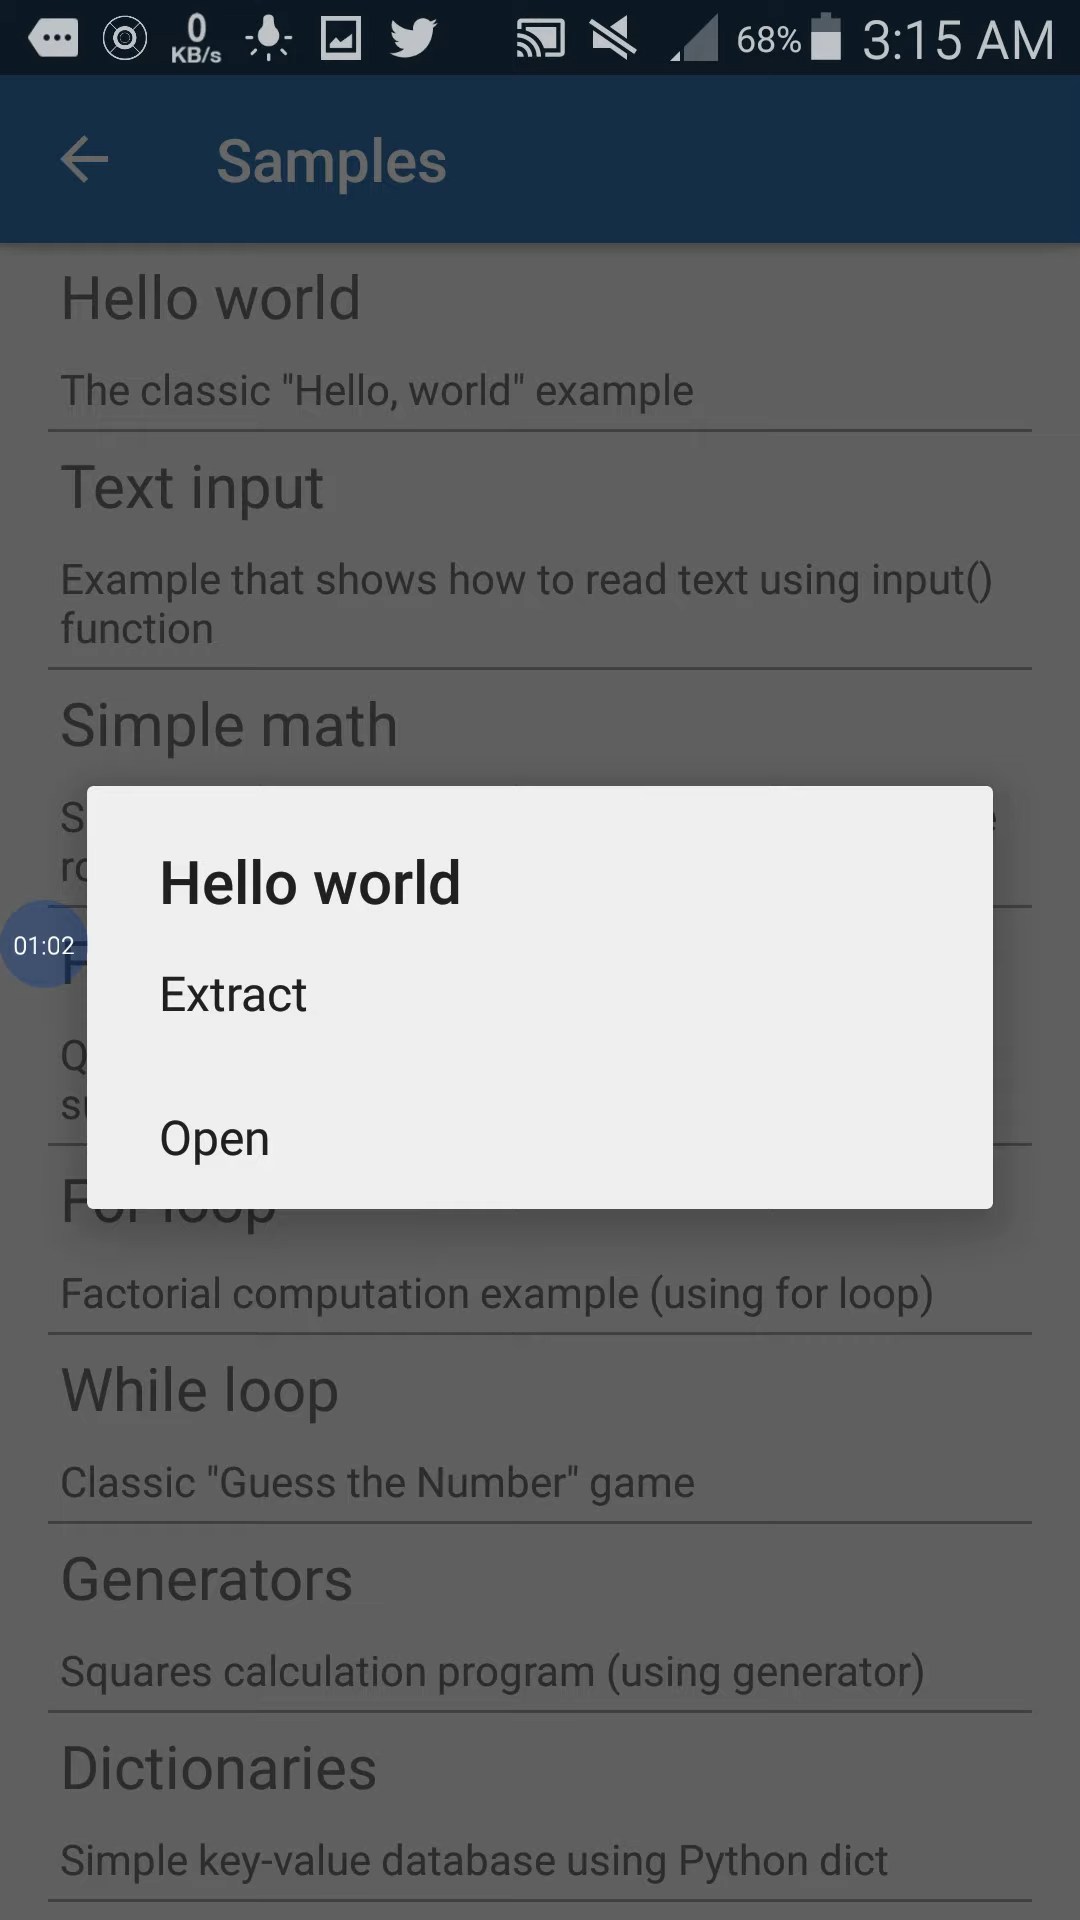 0
KB/s
68% 3:15 AM
Samples
Hello world
The classic "Hello, world" example
Text input
Example that shows how to read text using input()
function
Simple math
Hello world
01:02
Extract
Open
For loop
Factorial computation example (using for loop)
While loop
Classic "Guess the Number" game
Generators
Squares calculation program (using generator)
Dictionaries
Simple key-value database using Python dict